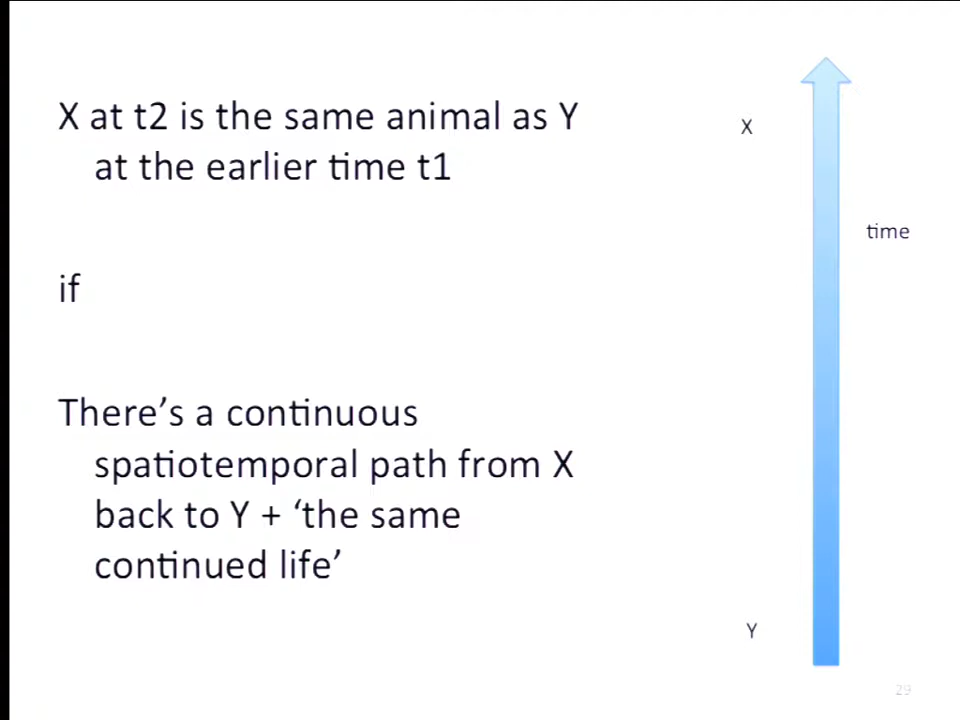 X at t2 is the same animal as Y
at the earlier time t1
if
There’s a continuous
spatiotemporal path from X
back to Y + ‘the same
continued life’
X
time
Y
29